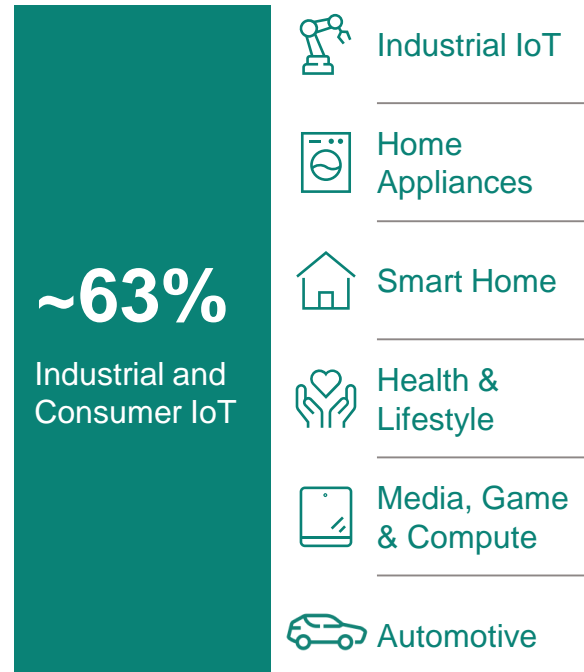 ~63%
Industrial and
Consumer IoT
Industrial IoT
Home
Appliances
Smart Home
Health &
Lifestyle
Media, Game
& Compute
Automotive